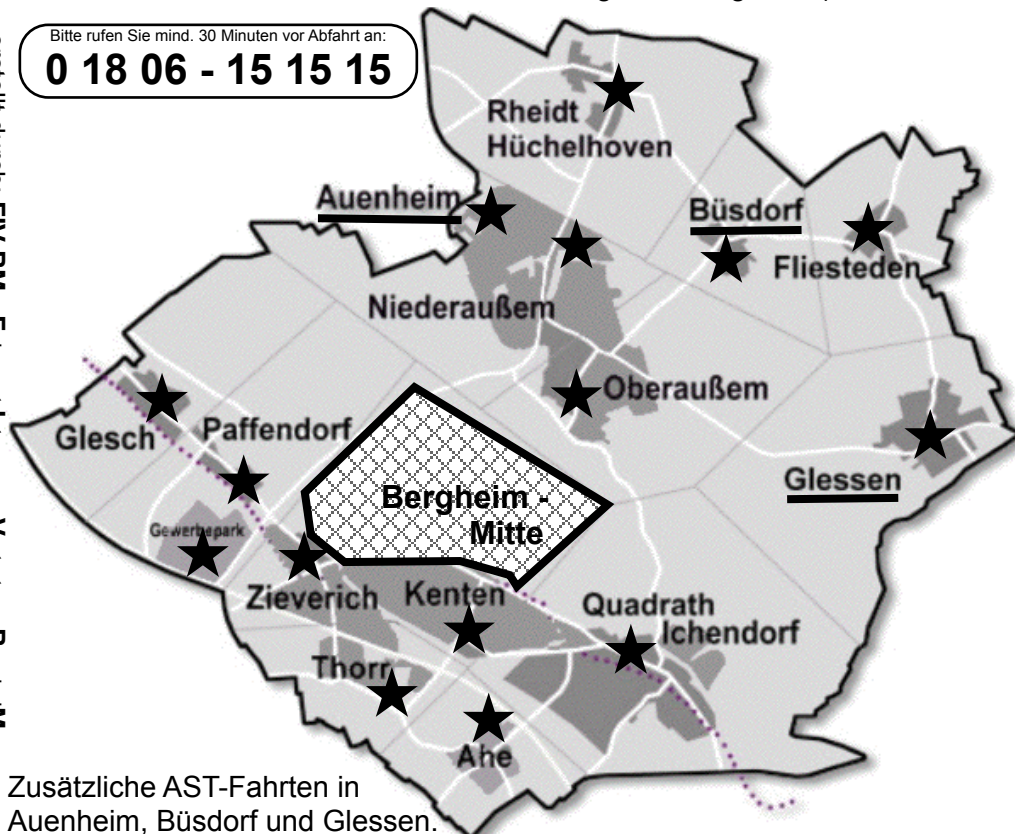 Bitte rufen Sie mind. 30 Minuten vor Abfahrt an:
0 18 06 - 15 15 15
Rheidt
Hüchelhoven
Auenheim
Büsdorf
Fliesteden
Niederaußem
Oberaußem
Glesch
Paffendorf
Glessen
Bergheim -
Mitte
Gewerbepark
Zieverich
Kenten
Quadrath
Ichendorf
Thorr
Ahe
Zusätzliche AST-Fahrten in
Auenheim, Büsdorf und Glessen.